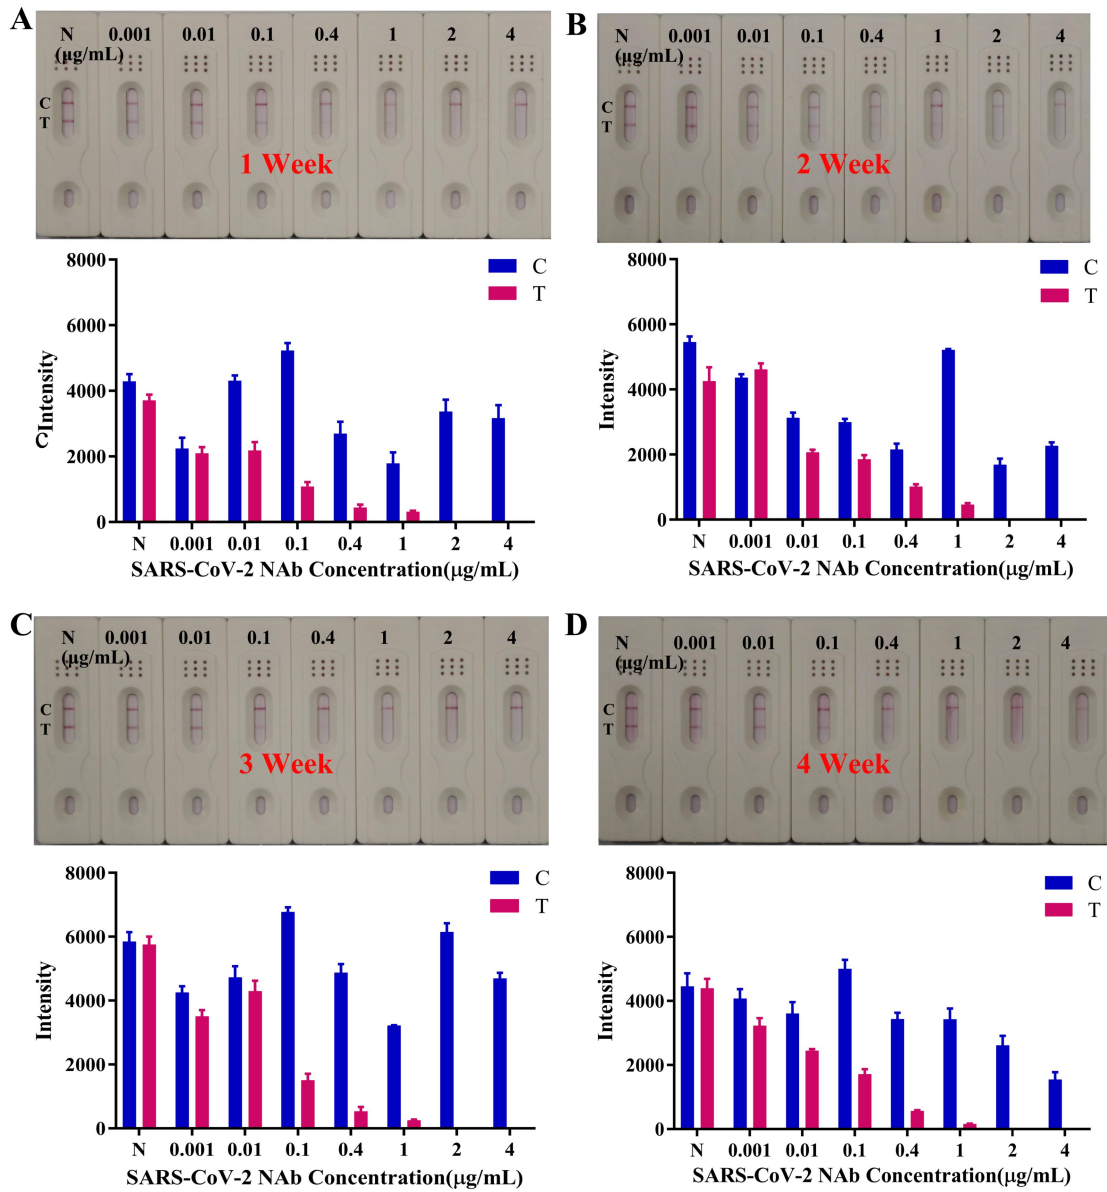 A
N 0.001 0.01 0.1 0.4 1 2 4
(μg/mL)
C
T
1 Week
8000
6000
4000
2000
0
Intensity
C
C
T
N 0.001 0.01 0.1 0.4 1 2 4
SARS-CoV-2 NAb Concentration(μg/mL)
B
N 0.001 0.01 0.1 0.4 1 2 4
(μg/mL)
C
T
2 Week
8000
6000
4000
2000
0
Intensity
C
T
N 0.001 0.01 0.1 0.4 1 2 4
SARS-CoV-2 NAb Concentration(μg/mL)
C
N 0.001 0.01 0.1 0.4 1 2 4
(μg/mL)
C
T
3 Week
8000
6000
4000
2000
0
Intensity
C
T
N 0.001 0.01 0.1 0.4 1 2 4
SARS-CoV-2 NAb Concentration(μg/mL)
D
N 0.001 0.01 0.1 0.4 1 2 4
(μg/mL)
C
T
4 Week
8000
6000
4000
2000
0
Intensity
C
T
N 0.001 0.01 0.1 0.4 1 2 4
SARS-CoV-2 NAb Concentration(μg/mL)